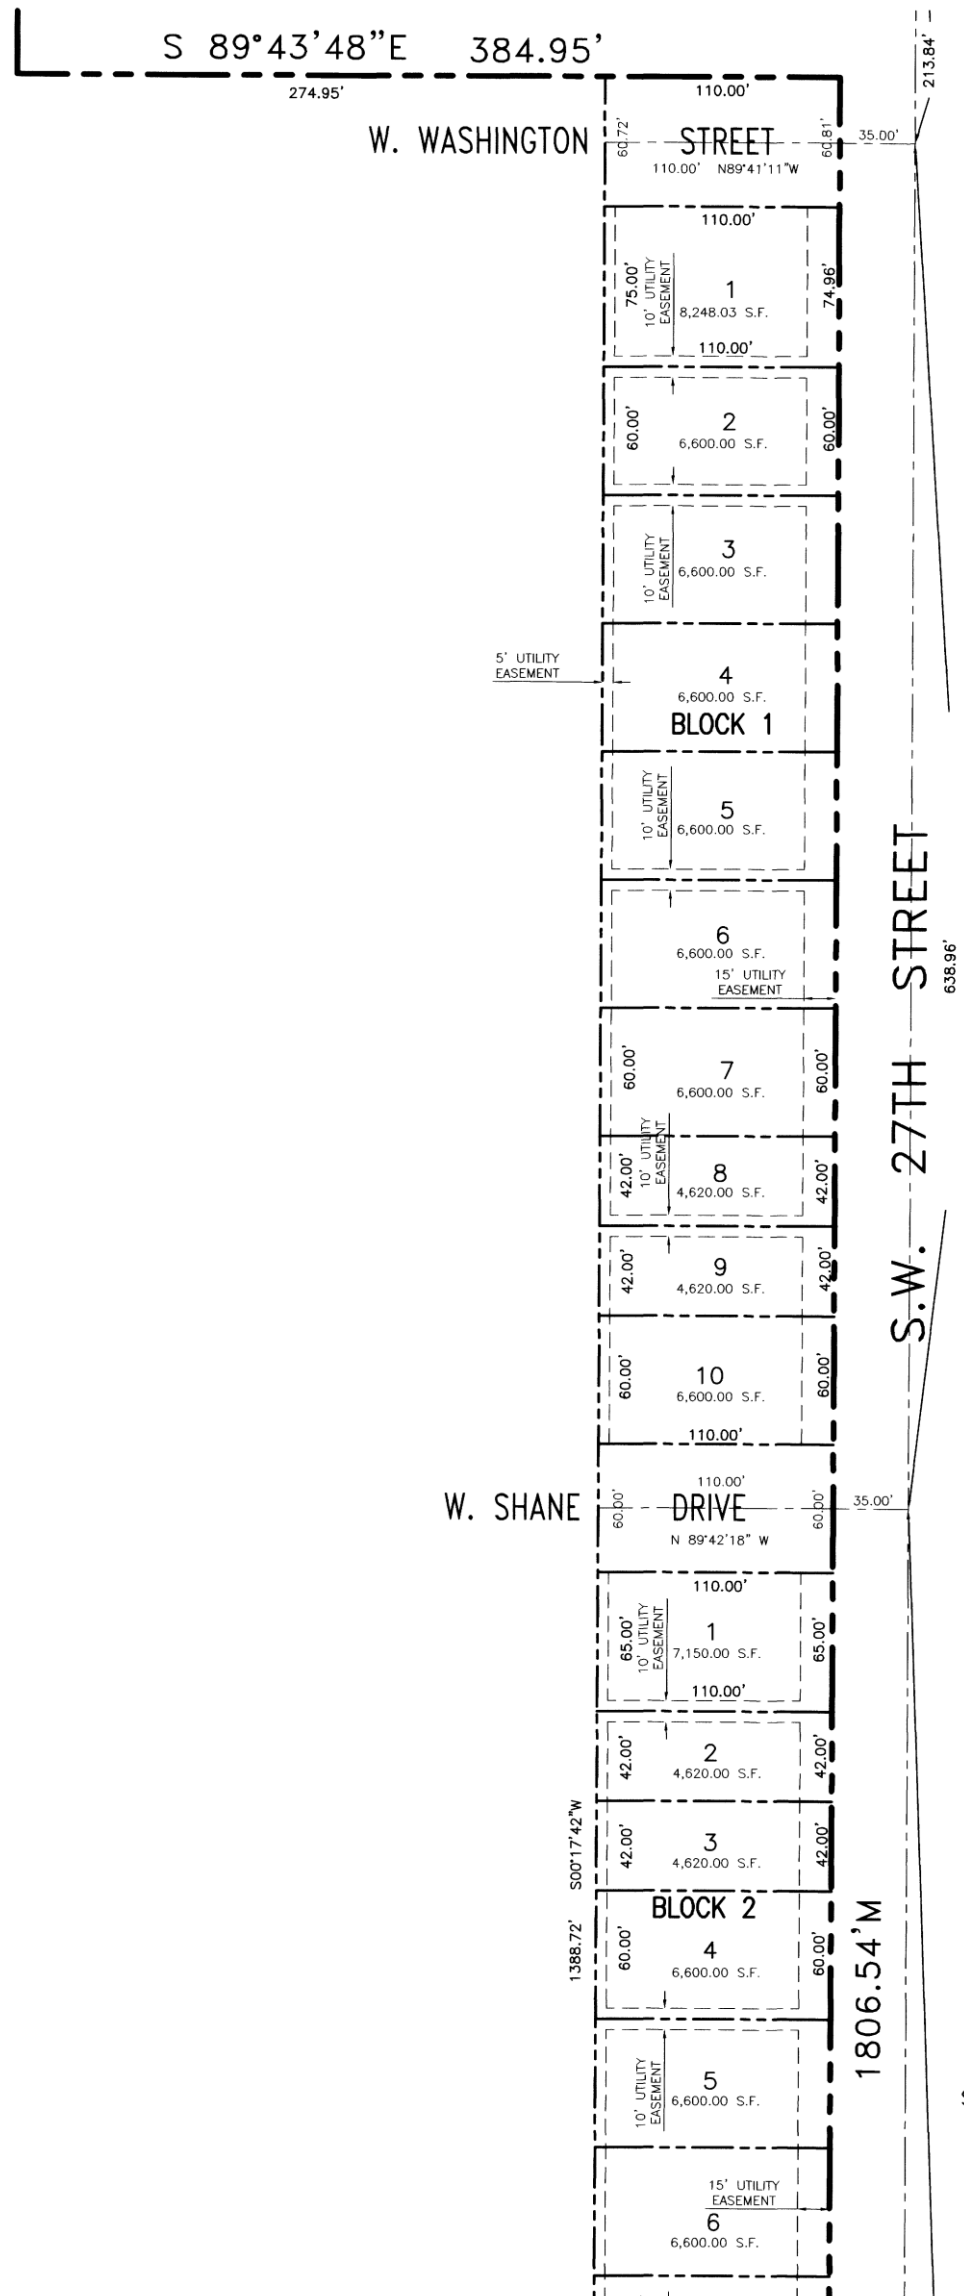 S 89°43'48"E 384.95'
274.95'
110.00'
213.84'
W. WASHINGTON STREET
60.72'
60.81'
35.00'
110.00' N89°41'11"W
110.00'
75.00'
10' UTILITY
EASEMENT
1
8,248.03 S.F.
74.96'
110.00'
60.00'
2
6,600.00 S.F.
60.00'
10' UTILITY
EASEMENT
3
6,600.00 S.F.
5' UTILITY
EASEMENT
4
6,600.00 S.F.
BLOCK 1
10' UTILITY
EASEMENT
5
6,600.00 S.F.
6
6,600.00 S.F.
15' UTILITY
EASEMENT
S.W. 27TH STREET
638.96'
60.00'
7
6,600.00 S.F.
60.00'
42.00'
10' UTILITY
EASEMENT
8
4,620.00 S.F.
42.00'
42.00'
9
4,620.00 S.F.
42.00'
60.00'
10
6,600.00 S.F.
60.00'
110.00'
110.00'
W. SHANE DRIVE
60.00'
60.00'
35.00'
N 89°42'18" W
110.00'
65.00'
10' UTILITY
EASEMENT
1
7,150.00 S.F.
65.00'
110.00'
42.00'
2
4,620.00 S.F.
42.00'
1388.72' S00°17'42"W
42.00'
3
4,620.00 S.F.
42.00'
BLOCK 2
60.00'
4
6,600.00 S.F.
60.00'
1806.54'M
10' UTILITY
EASEMENT
5
6,600.00 S.F.
15' UTILITY
EASEMENT
6
6,600.00 S.F.